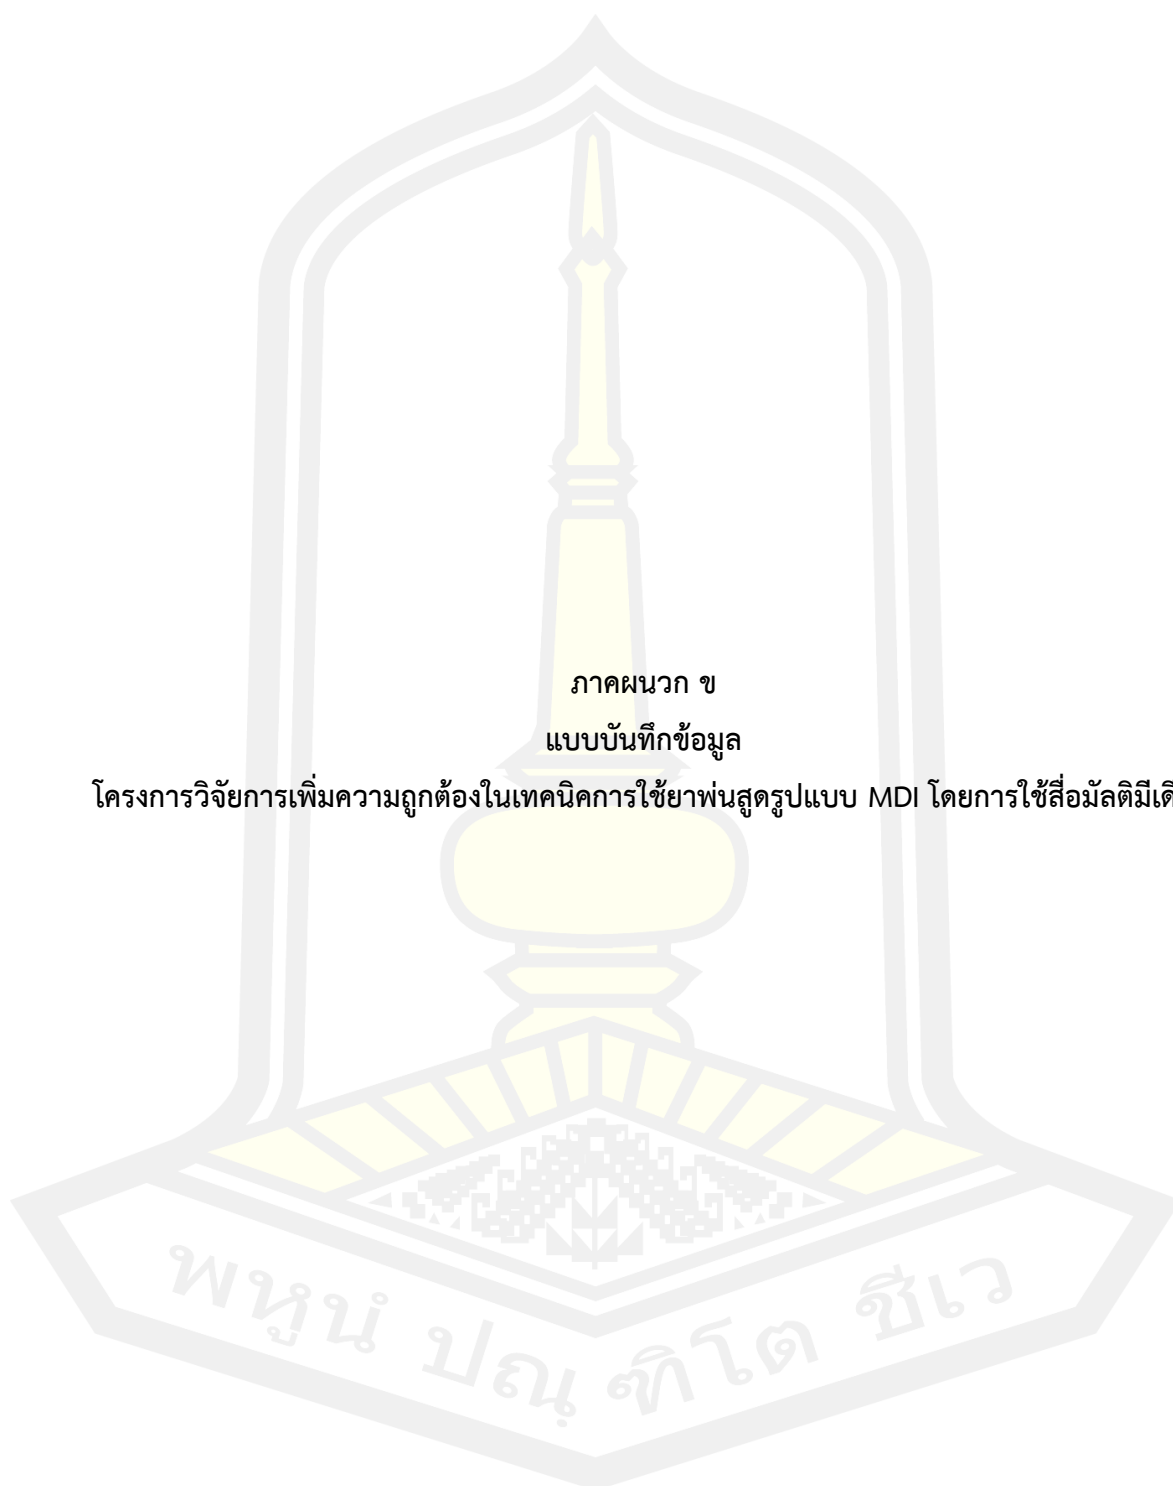 ภาคผนวก ข
แบบบันทึกข้อมูล
โครงการวิจัยการเพิ่มความถูกต้องในเทคนิคการใช้ยาพ่นสูดรูปแบบ MDI โดยการใช้สื่อมัลติมีเดี
พหูนํ ปณฺฑิโต ชีเว